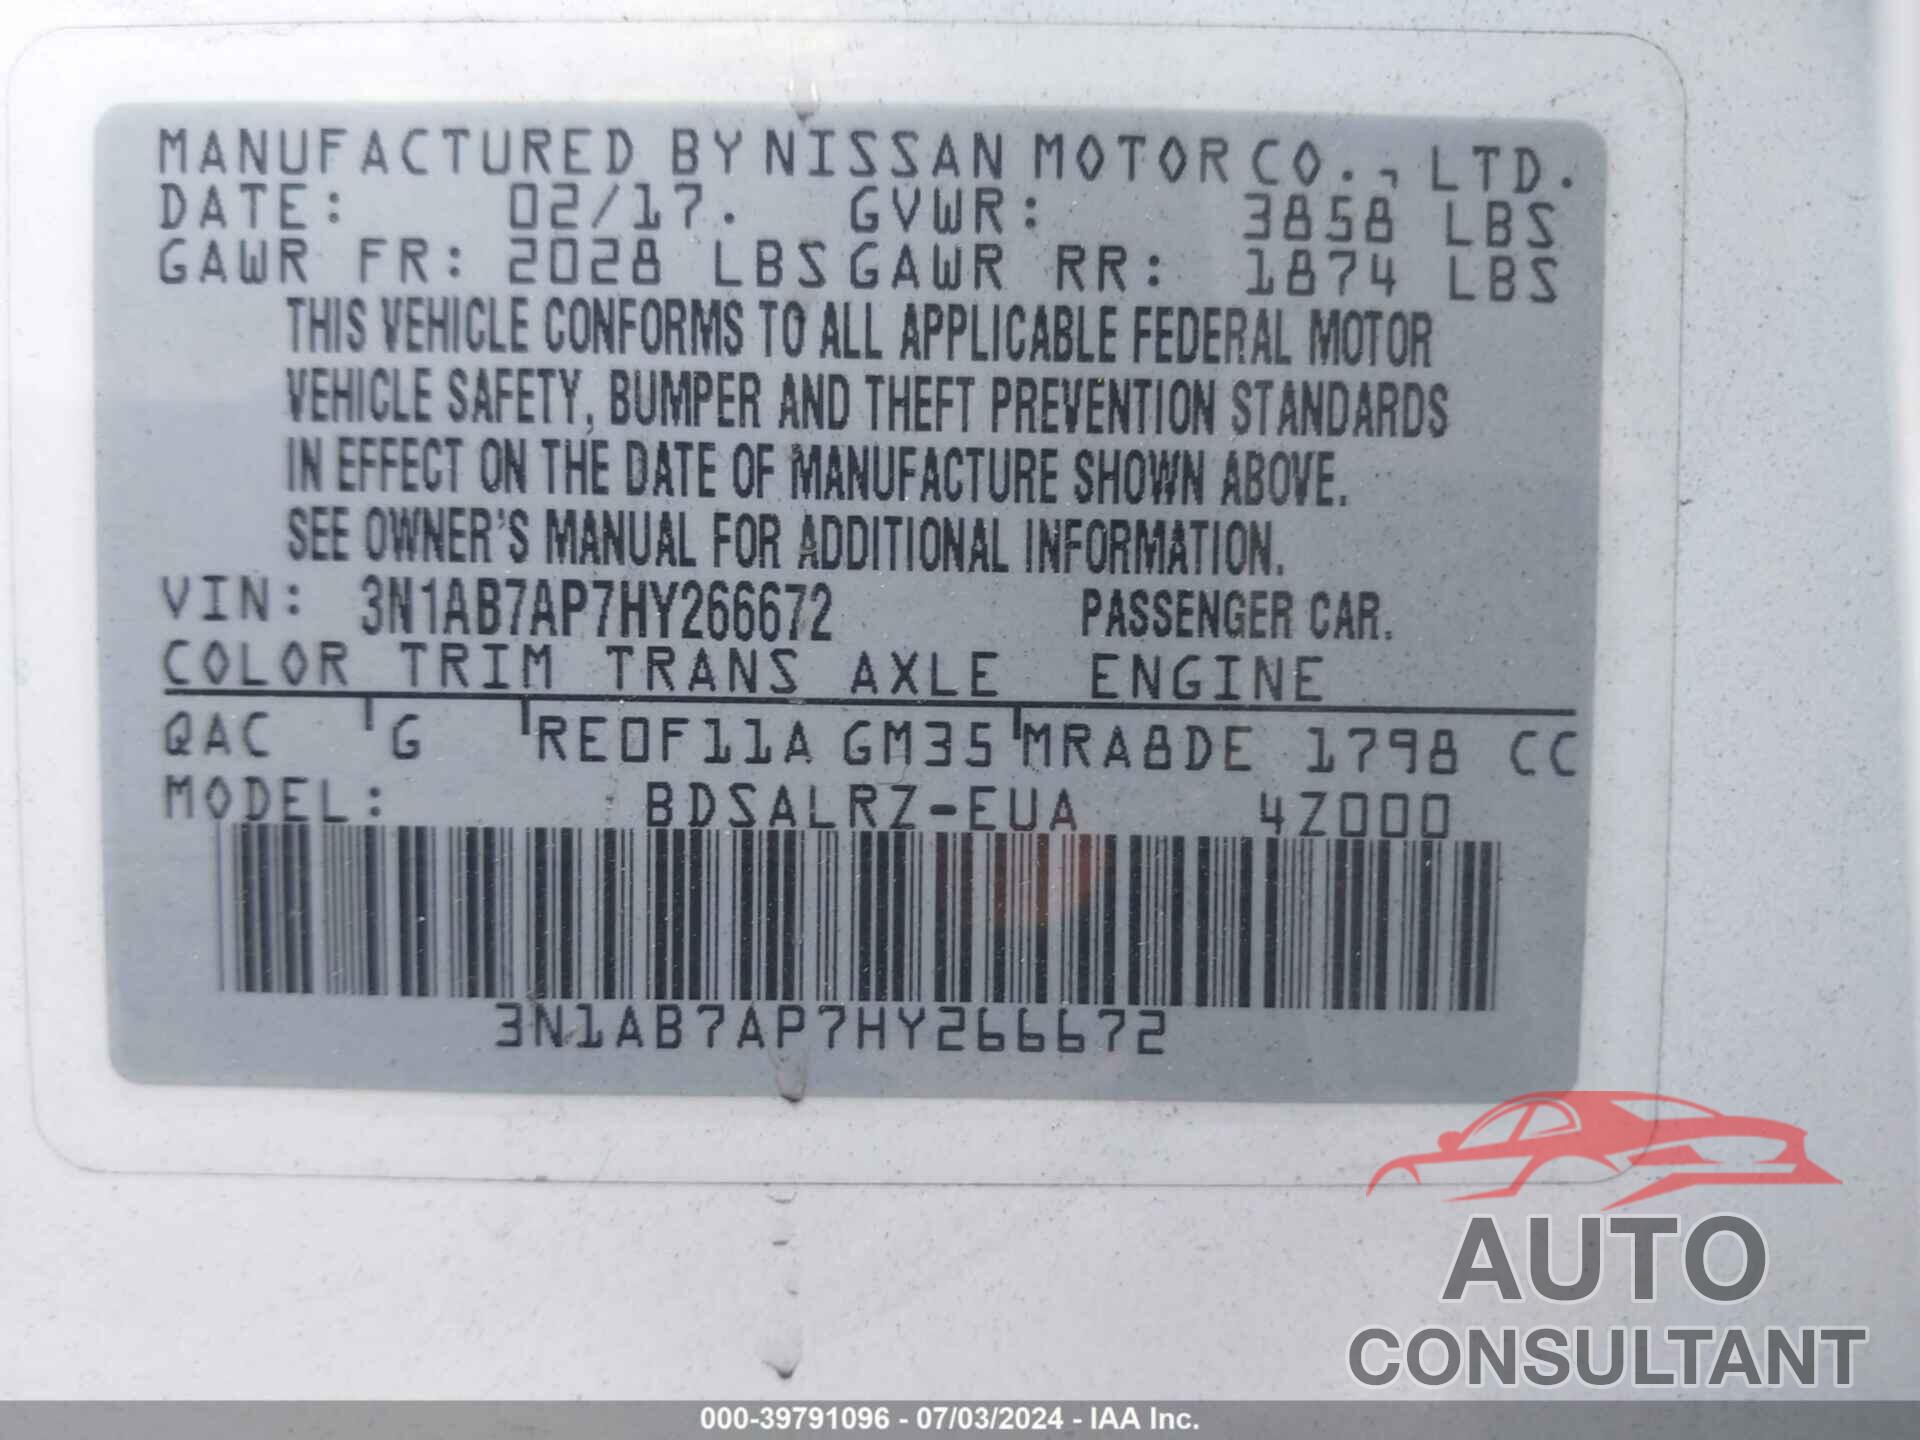 MANUFACTURED BY NISSAN MOTOR CO., LTD.
DATE: 02/17. GVWR: 3858 LBS
GAWR FR: 2028 LBS GAWR RR: 1874 LBS
THIS VEHICLE CONFORMS TO ALL APPLICABLE FEDERAL MOTOR
VEHICLE SAFETY, BUMPER AND THEFT PREVENTION STANDARDS
IN EFFECT ON THE DATE OF MANUFACTURE SHOWN ABOVE.
SEE OWNER'S MANUAL FOR ADDITIONAL INFORMATION.
VIN: 3N1AB7AP7HY266672 PASSENGER CAR.
COLOR TRIM TRANS AXLE ENGINE
QAC G RE0F11A GM35 MRA8DE 1798 CC
MODEL: BDSALRZ-EUA 4Z000
3N1AB7AP7HY266672
AUTO
CONSULTANT
000-39791096 - 07/03/2024 - IAA Inc.